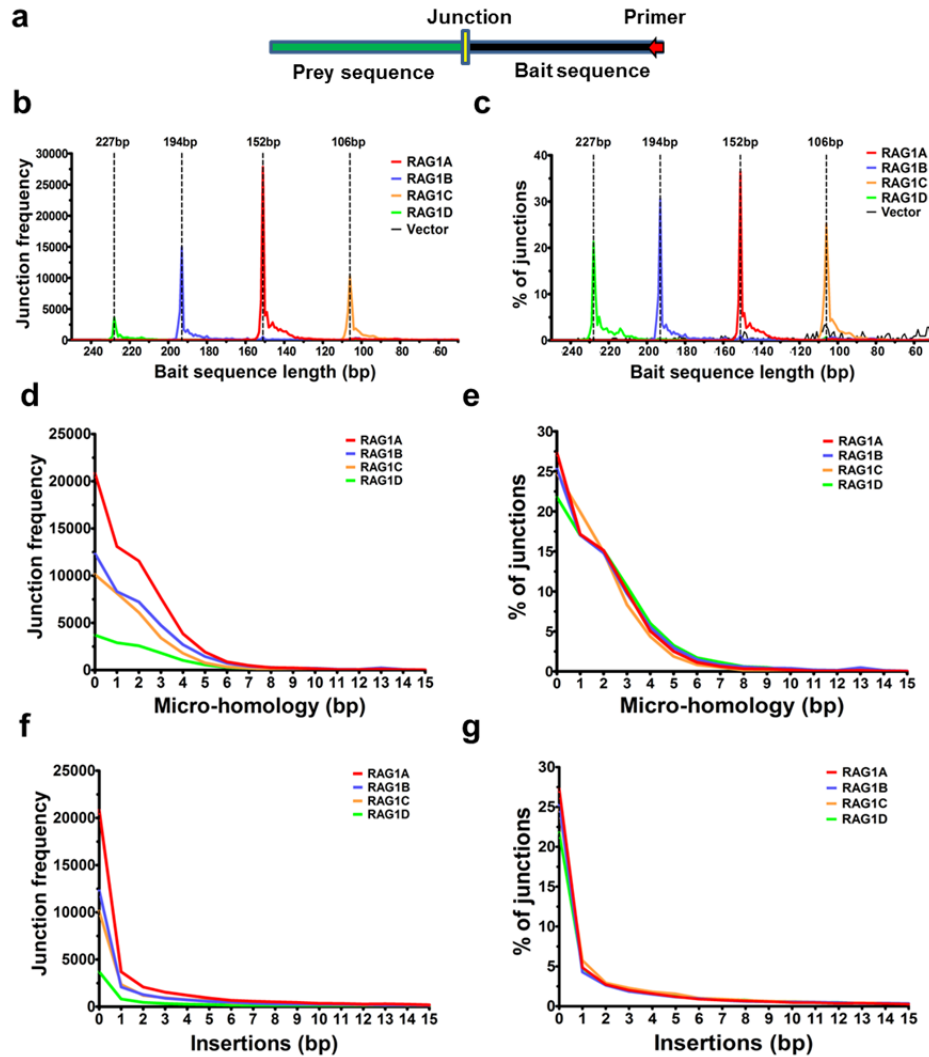 a
Junction
Primer
Prey sequence
Bait sequence
b
227bp 194bp 152bp 106bp
Junction frequency
30000
25000
20000
15000
10000
5000
0
RAG1A
RAG1B
RAG1C
RAG1D
Vector
240 220 200 180 160 140 120 100 80 60
Bait sequence length (bp)
c
227bp 194bp 152bp 106bp
% of junctions
40
30
20
10
0
RAG1A
RAG1B
RAG1C
RAG1D
Vector
240 220 200 180 160 140 120 100 80 60
Bait sequence length (bp)
d
Junction frequency
25000
20000
15000
10000
5000
0
RAG1A
RAG1B
RAG1C
RAG1D
0 1 2 3 4 5 6 7 8 9 10 11 12 13 14 15
Micro-homology (bp)
e
% of junctions
30
25
20
15
10
5
0
RAG1A
RAG1B
RAG1C
RAG1D
0 1 2 3 4 5 6 7 8 9 10 11 12 13 14 15
Micro-homology (bp)
f
Junction frequency
25000
20000
15000
10000
5000
0
RAG1A
RAG1B
RAG1C
RAG1D
0 1 2 3 4 5 6 7 8 9 10 11 12 13 14 15
Insertions (bp)
g
% of junctions
30
25
20
15
10
5
0
RAG1A
RAG1B
RAG1C
RAG1D
0 1 2 3 4 5 6 7 8 9 10 11 12 13 14 15
Insertions (bp)